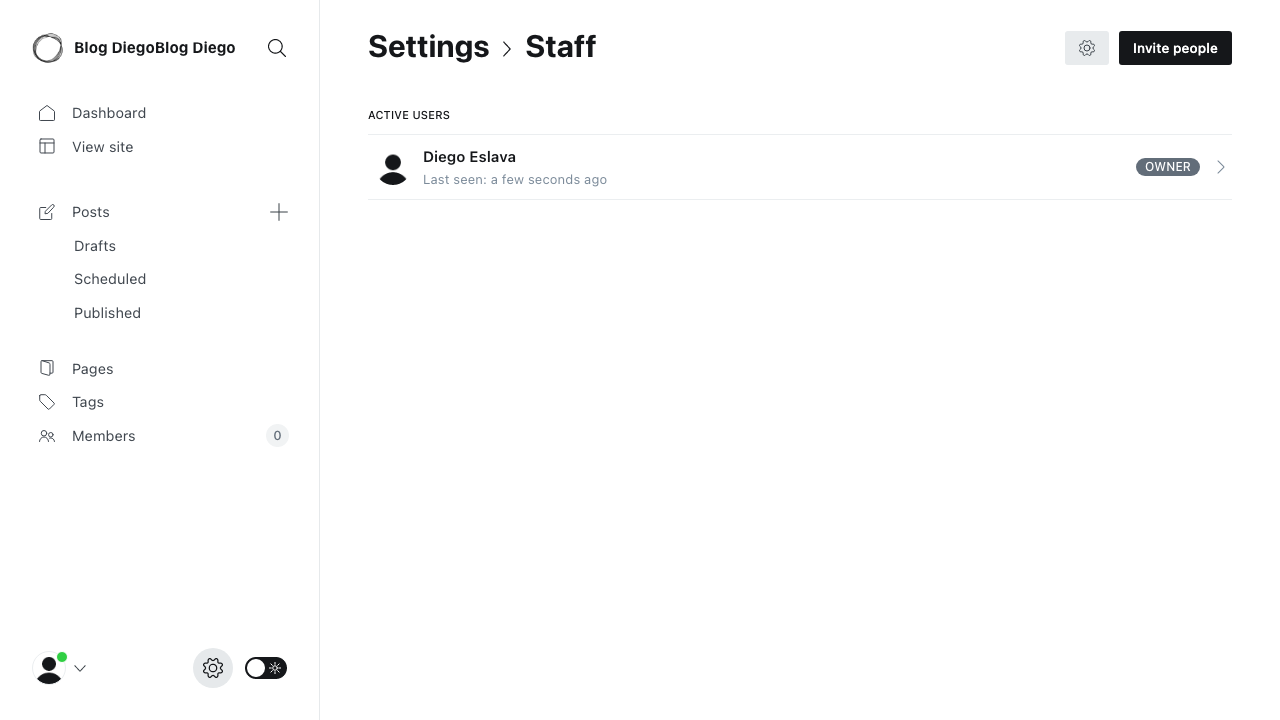 Blog DiegoBlog Diego
Dashboard
View site
Posts
Drafts
Scheduled
Published
Pages
Tags
Members
0
Settings
Staff
Invite people
ACTIVE USERS
Diego Eslava
Last seen: a few seconds ago
OWNER